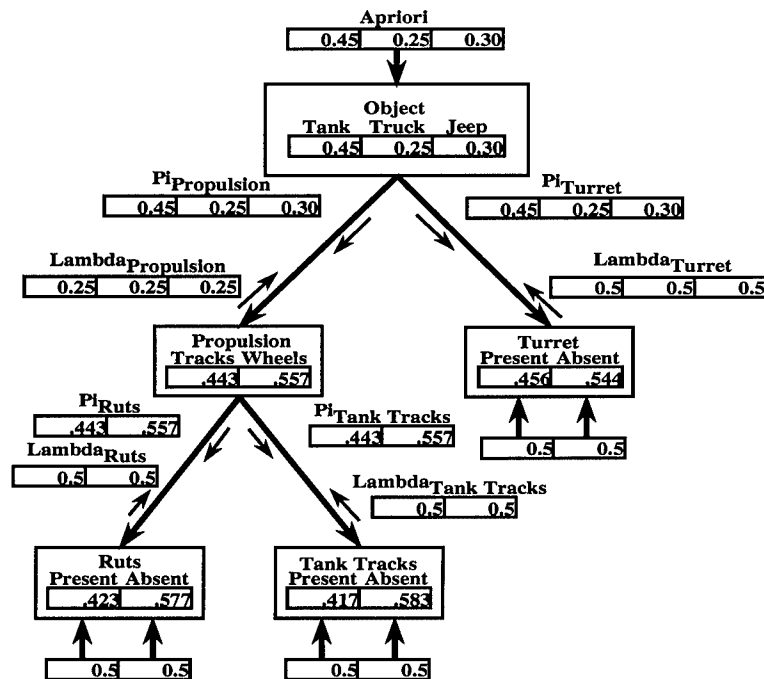 Apriori
0.45 0.25 0.30
Object
Tank Truck Jeep
0.45 0.25 0.30
PiPropulsion
0.45 0.25 0.30
PiTurret
0.45 0.25 0.30
LambdaPropulsion
0.25 0.25 0.25
LambdaTurret
0.5 0.5 0.5
Propulsion
Tracks Wheels
.443 .557
Turret
Present Absent
.456 .544
PiRuts
.443 .557
PiTank Tracks
.443 .557
0.5 0.5
LambdaRuts
0.5 0.5
LambdaTank Tracks
0.5 0.5
Ruts
Present Absent
.423 .577
Tank Tracks
Present Absent
.417 .583
0.5 0.5
0.5 0.5